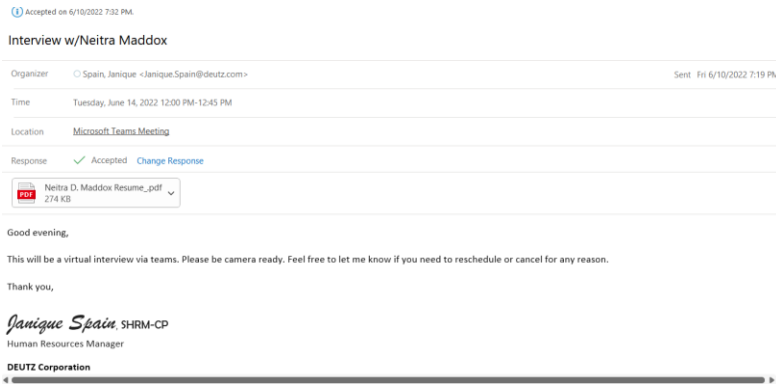 Accepted on 6/10/2022 7:32 PM.
Interview w/Neitra Maddox
Organizer Spain, Janique <Janique.Spain@deutz.com> Sent Fri 6/10/2022 7:19 PM
Time Tuesday, June 14, 2022 12:00 PM-12:45 PM
Location Microsoft Teams Meeting
Response Accepted Change Response
PDF Neitra D. Maddox Resume_.pdf
274 KB
Good evening,
This will be a virtual interview via teams. Please be camera ready. Feel free to let me know if you need to reschedule or cancel for any reason.
Thank you,
Janique Spain, SHRM-CP
Human Resources Manager
DEUTZ Corporation